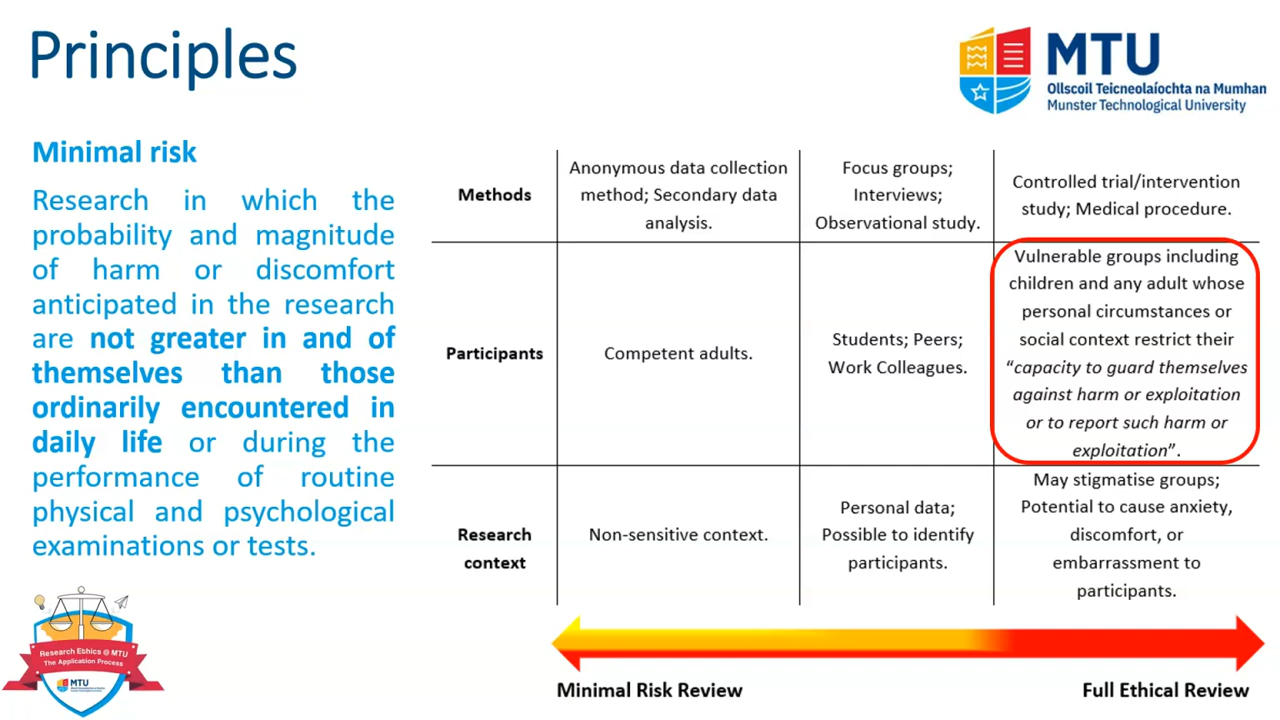 Principles
MTU
Ollscoil Teicneolaíochta na Mumhan
Munster Technological University
Minimal risk
Research in which the
probability and magnitude
of harm or discomfort
anticipated in the research
are not greater in and of
themselves than those
ordinarily encountered in
daily life or during the
performance of routine
physical and psychological
examinations or tests.
Methods
Anonymous data collection
method; Secondary data
analysis.
Focus groups;
Interviews;
Observational study.
Controlled trial/intervention
study; Medical procedure.
Participants
Competent adults.
Students; Peers;
Work Colleagues.
Vulnerable groups including
children and any adult whose
personal circumstances or
social context restrict their
“capacity to guard themselves
against harm or exploitation
or to report such harm or
exploitation”.
Research
context
Non-sensitive context.
Personal data;
Possible to identify
participants.
May stigmatise groups;
Potential to cause anxiety,
discomfort, or
embarrassment to
participants.
Minimal Risk Review
Full Ethical Review
Research Ethics @ MTU
The Application Process
MTU